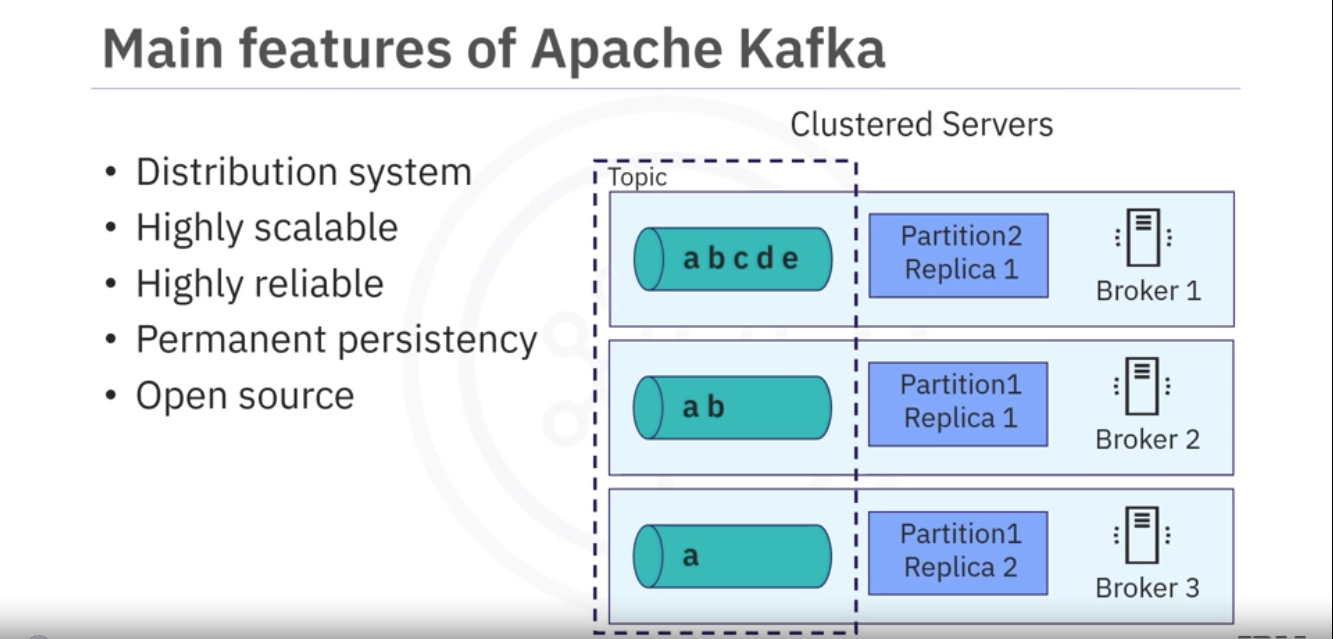 Main features of Apache Kafka
Clustered Servers
• Distribution system
• Highly scalable
• Highly reliable
• Permanent persistency
• Open source
Topic
a b c d e
Partition2
Replica 1
Broker 1
a b
Partition1
Replica 1
Broker 2
a
Partition1
Replica 2
Broker 3